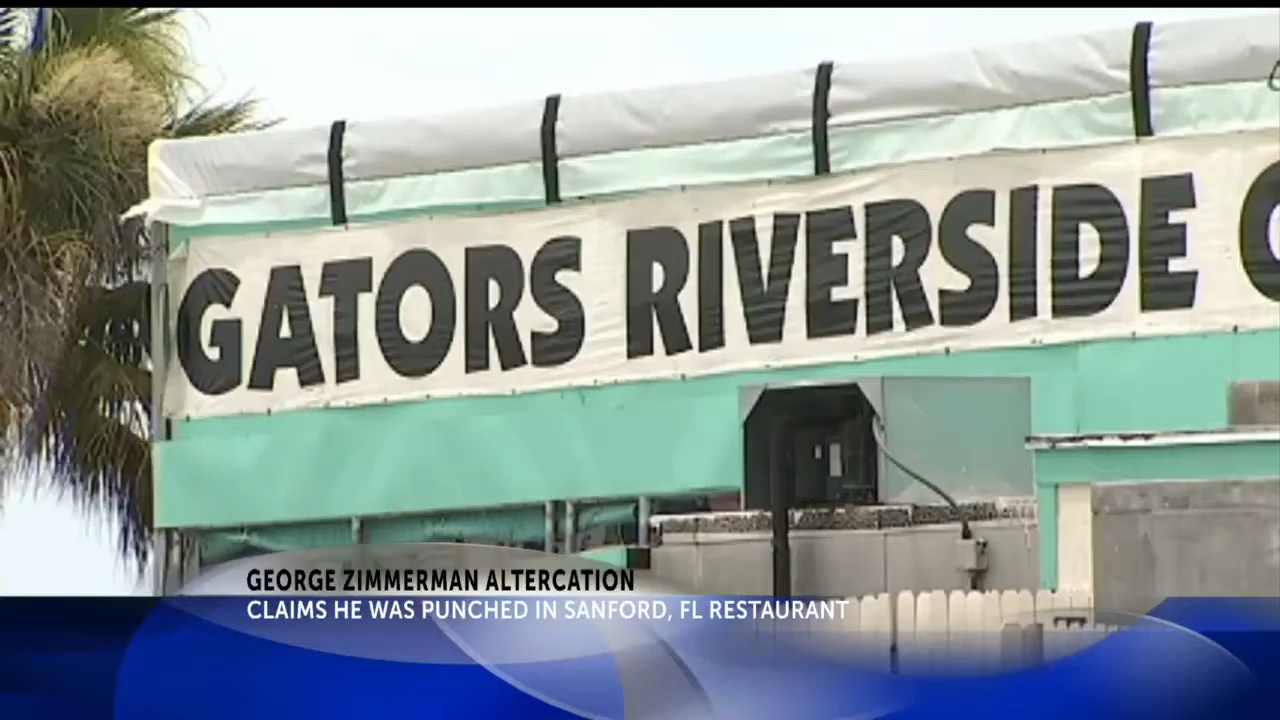 GATORS RIVERSIDE
GEORGE ZIMMERMAN ALTERCATION
CLAIMS HE WAS PUNCHED IN SANFORD, FL RESTAURANT